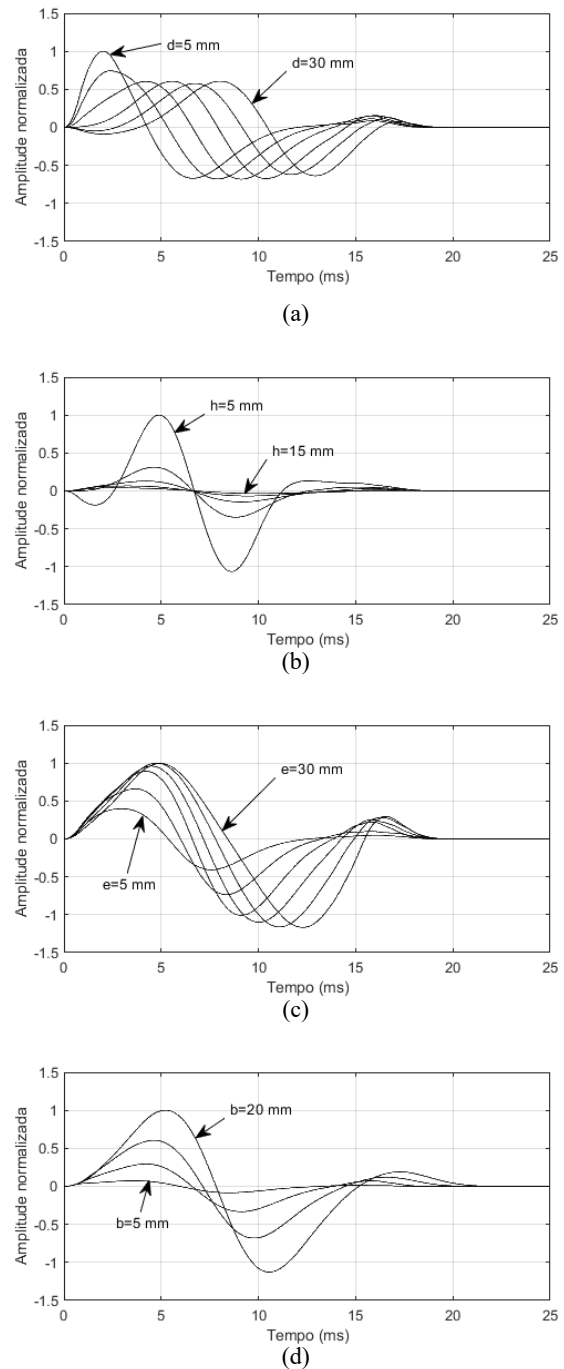 1.5
1
0.5
0
-0.5
-1
-1.5
Amplitude normalizada
d=5 mm
d=30 mm
0 5 10 15 20 25
Tempo (ms)
(a)
1.5
1
0.5
0
-0.5
-1
-1.5
Amplitude normalizada
h=5 mm
h=15 mm
0 5 10 15 20 25
Tempo (ms)
(b)
1.5
1
0.5
0
-0.5
-1
-1.5
Amplitude normalizada
e=30 mm
e=5 mm
0 5 10 15 20 25
Tempo (ms)
(c)
1.5
1
0.5
0
-0.5
-1
-1.5
Amplitude normalizada
b=20 mm
b=5 mm
0 5 10 15 20 25
Tempo (ms)
(d)